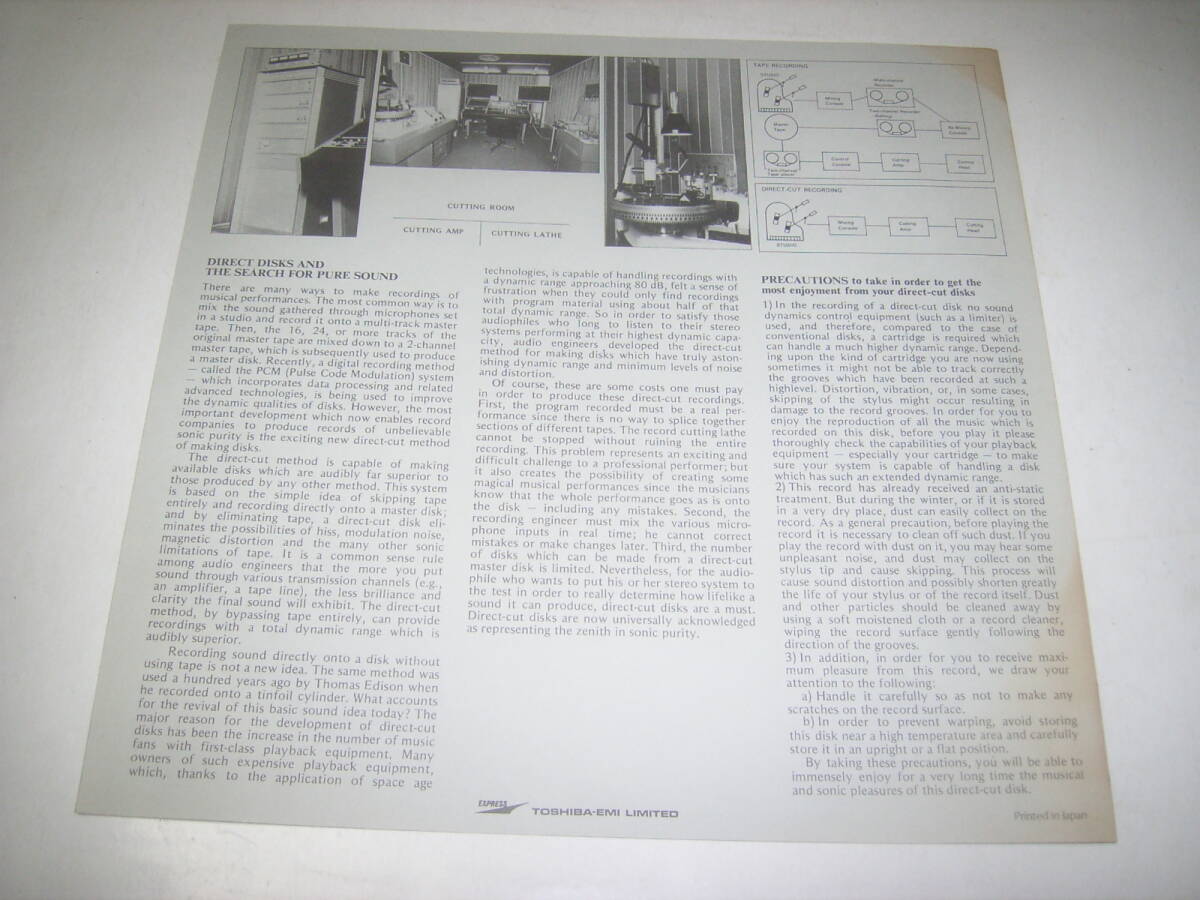 CUTTING ROOM
CUTTING AMP
CUTTING LATHE
TAPE RECORDING
STUDIO
Mixing
Console
Multi-channel
Recorder
Two-channel Recorder
Master
Tape
Re-Mixing
Console
Two-channel
Tape player
Control
Console
Cutting
Amp
Cutting
Head
DIRECT-CUT RECORDING
STUDIO
Mixing
Console
Cutting
Amp
Cutting
Head
DIRECT DISKS AND
THE SEARCH FOR PURE SOUND
There are many ways to make recordings of
musical performances. The most common way is to
mix the sound gathered through microphones set
in a studio and record it onto a multi-track master
tape. Then, the 16, 24, or more tracks of the
original master tape are mixed down to a 2-channel
master tape, which is subsequently used to produce
a master disk. Recently, a digital recording method
— called the PCM (Pulse Code Modulation) system
— which incorporates data processing and related
advanced technologies, is being used to improve
the dynamic qualities of disks. However, the most
important development which now enables record
companies to produce records of unbelievable
sonic purity is the exciting new direct-cut method
of making disks.
The direct-cut method is capable of making
available disks which are audibly far superior to
those produced by any other method. This system
is based on the simple idea of skipping tape
entirely and recording directly onto a master disk;
and by eliminating tape, a direct-cut disk eli-
minates the possibilities of hiss, modulation noise,
magnetic distortion and the many other sonic
limitations of tape. It is a common sense rule
among audio engineers that the more you put
sound through various transmission channels (e.g.,
an amplifier, a tape line), the less brilliance and
clarity the final sound will exhibit. The direct-cut
method, by bypassing tape entirely, can provide
recordings with a total dynamic range which is
audibly superior.
Recording sound directly onto a disk without
using tape is not a new idea. The same method was
used a hundred years ago by Thomas Edison when
he recorded onto a tinfoil cylinder. What accounts
for the revival of this basic sound idea today? The
major reason for the development of direct-cut
disks has been the increase in the number of music
fans with first-class playback equipment. Many
owners of such expensive playback equipment,
which, thanks to the application of space age
technologies, is capable of handling recordings with
a dynamic range approaching 80 dB, felt a sense of
frustration when they could only find recordings
with program material using about half of that
total dynamic range. So in order to satisfy those
audiophiles who long to listen to their stereo
systems performing at their highest dynamic capa-
city, audio engineers developed the direct-cut
method for making disks which have truly aston-
ishing dynamic range and minimum levels of noise
and distortion.
Of course, these are some costs one must pay
in order to produce these direct-cut recordings.
First, the program recorded must be a real per-
formance since there is no way to splice together
sections of different tapes. The record cutting lathe
cannot be stopped without ruining the entire
recording. This problem represents an exciting and
difficult challenge to a professional performer; but
it also creates the possibility of creating some
magical musical performances since the musicians
know that the whole performance goes as is onto
the disk — including any mistakes. Second, the
recording engineer must mix the various micro-
phone inputs in real time; he cannot correct
mistakes or make changes later. Third, the number
of disks which can be made from a direct-cut
master disk is limited. Nevertheless, for the audio-
phile who wants to put his or her stereo system to
the test in order to really determine how lifelike a
sound it can produce, direct-cut disks are a must.
Direct-cut disks are now universally acknowledged
as representing the zenith in sonic purity.
PRECAUTIONS to take in order to get the
most enjoyment from your direct-cut disks
1) In the recording of a direct-cut disk no sound
dynamics control equipment (such as a limiter) is
used, and therefore, compared to the case of
conventional disks, a cartridge is required which
can handle a much higher dynamic range. Depend-
ing upon the kind of cartridge you are now using
sometimes it might not be able to track correctly
the grooves which have been recorded at such a
highlevel. Distortion, vibration, or, in some cases,
skipping of the stylus might occur resulting in
damage to the record grooves. In order for you to
enjoy the reproduction of all the music which is
recorded on this disk, before you play it please
thoroughly check the capabilities of your playback
equipment — especially your cartridge — to make
sure your system is capable of handling a disk
which has such an extended dynamic range.
2) This record has already received an anti-static
treatment. But during the winter, or if it is stored
in a very dry place, dust can easily collect on the
record. As a general precaution, before playing the
record it is necessary to clean off such dust. If you
play the record with dust on it, you may hear some
unpleasant noise, and dust may collect on the
stylus tip and cause skipping. This process will
cause sound distortion and possibly shorten greatly
the life of your stylus or of the record itself. Dust
and other particles should be cleaned away by
using a soft moistened cloth or a record cleaner,
wiping the record surface gently following the
direction of the grooves.
3) In addition, in order for you to receive maxi-
mum pleasure from this record, we draw your
attention to the following:
a) Handle it carefully so as not to make any
scratches on the record surface.
b) In order to prevent warping, avoid storing
this disk near a high temperature area and carefully
store it in an upright or a flat position.
By taking these precautions, you will be able to
immensely enjoy for a very long time the musical
and sonic pleasures of this direct-cut disk.
EXPRESS TOSHIBA-EMI LIMITED
Printed in Japan